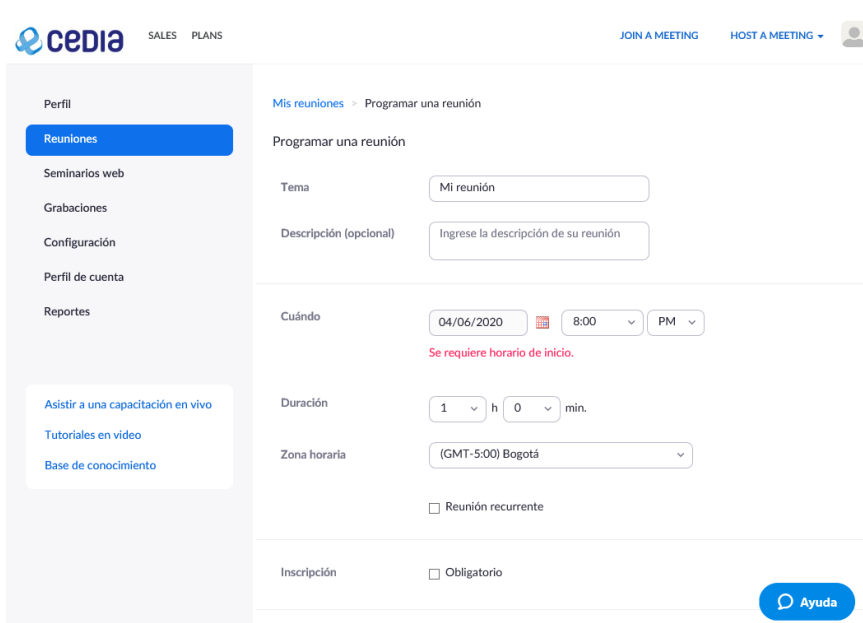 cedia SALES PLANS JOIN A MEETING HOST A MEETING
Perfil
Reuniones
Seminarios web
Grabaciones
Configuración
Perfil de cuenta
Reportes
Asistir a una capacitación en vivo
Tutoriales en video
Base de conocimiento
Mis reuniones > Programar una reunión
Programar una reunión
Tema Mi reunión
Descripción (opcional) Ingrese la descripción de su reunión
Cuándo 04/06/2020 8:00 PM
Se requiere horario de inicio.
Duración 1 h 0 min.
Zona horaria (GMT-5:00) Bogotá
Reunión recurrente
Inscripción Obligatorio
Ayuda